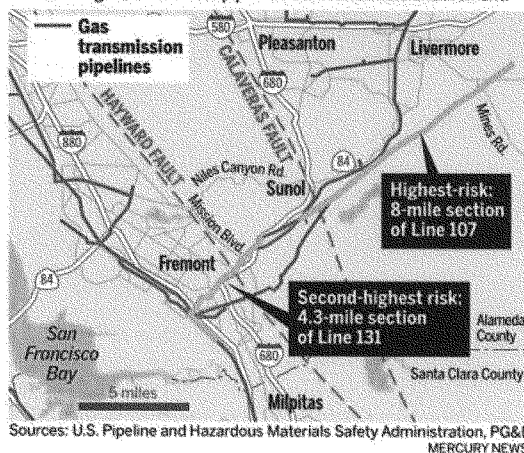 Gas
transmission
pipelines
580
Pleasanton
Livermore
CALAVERAS FAULT
680
HAYWARD FAULT
880
Mines Rd.
84
Niles Canyon Rd.
Sunol
Mission Blvd.
Highest-risk:
8-mile section
of Line 107
Fremont
84
Second-highest risk:
4.3-mile section
of Line 131
Alameda
County
San
Francisco
Bay
680
Santa Clara County
5 miles
Milpitas
Sources: U.S. Pipeline and Hazardous Materials Safety Administration, PG&E
MERCURY NEWS